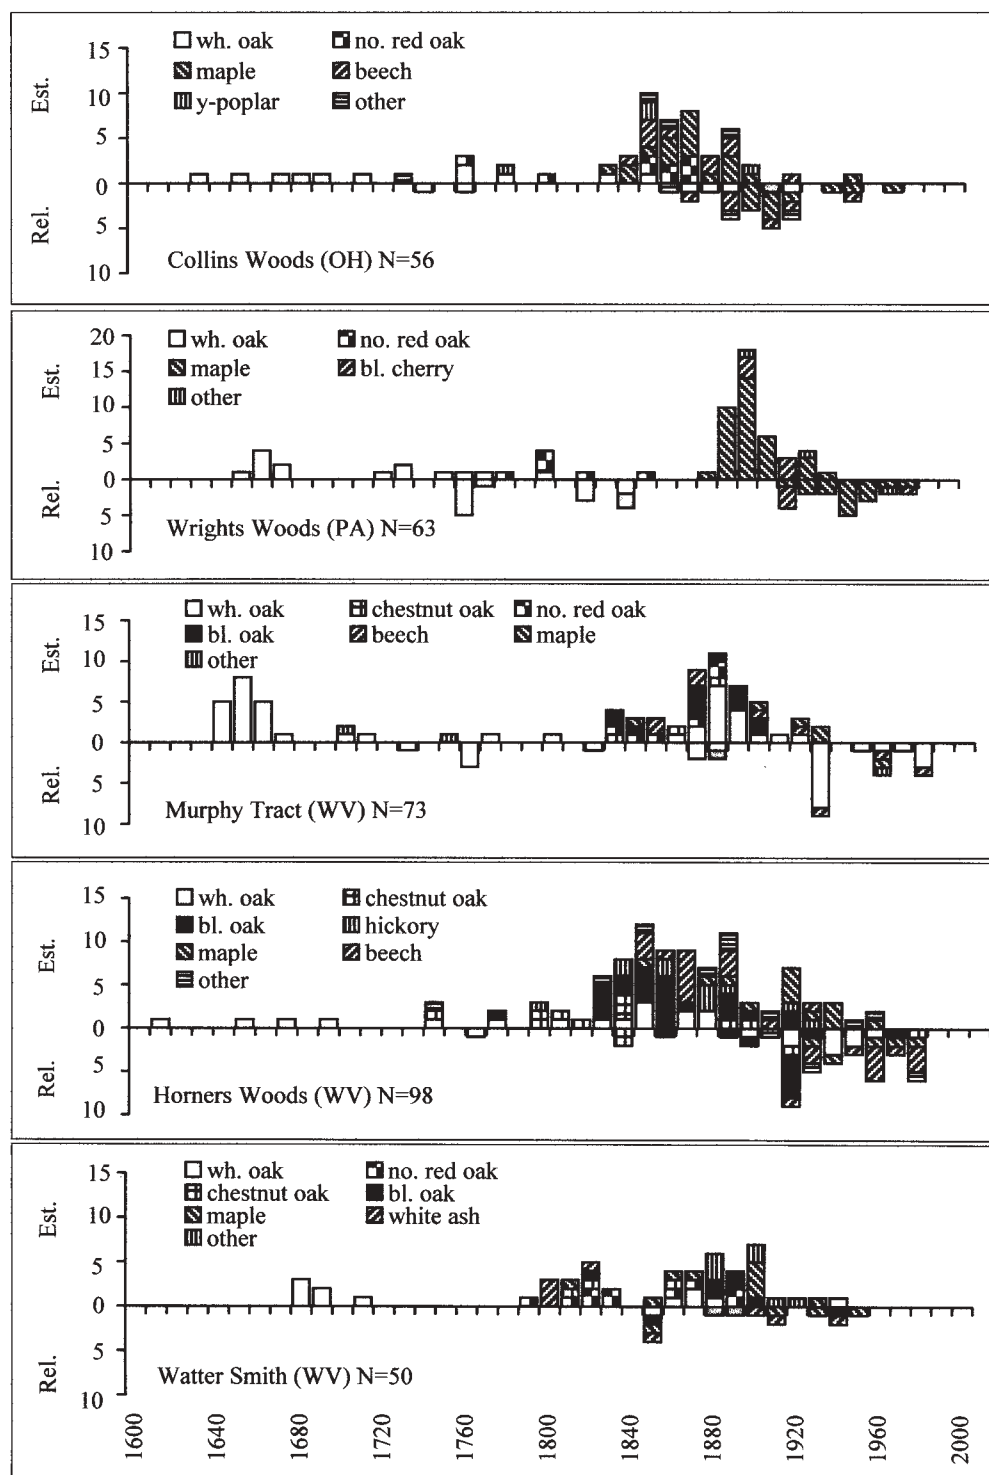 15
10
5
0
5
10
Est.
Rel.
wh. oak no. red oak
maple beech
y-poplar other
Collins Woods (OH) N=56
20
15
10
5
0
5
10
Est.
Rel.
wh. oak no. red oak
maple bl. cherry
other
Wrights Woods (PA) N=63
15
10
5
0
5
10
Est.
Rel.
wh. oak chestnut oak no. red oak
bl. oak beech maple
other
Murphy Tract (WV) N=73
15
10
5
0
5
10
Est.
Rel.
wh. oak chestnut oak
bl. oak hickory
maple beech
other
Horners Woods (WV) N=98
15
10
5
0
5
10
Est.
Rel.
wh. oak no. red oak
chestnut oak bl. oak
maple white ash
other
Watter Smith (WV) N=50
1600 1640 1680 1720 1760 1800 1840 1880 1920 1960 2000